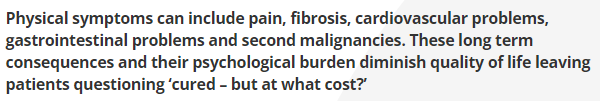 Physical symptoms can include pain, fibrosis, cardiovascular problems,
gastrointestinal problems and second malignancies. These long term
consequences and their psychological burden diminish quality of life leaving
patients questioning ‘cured – but at what cost?’